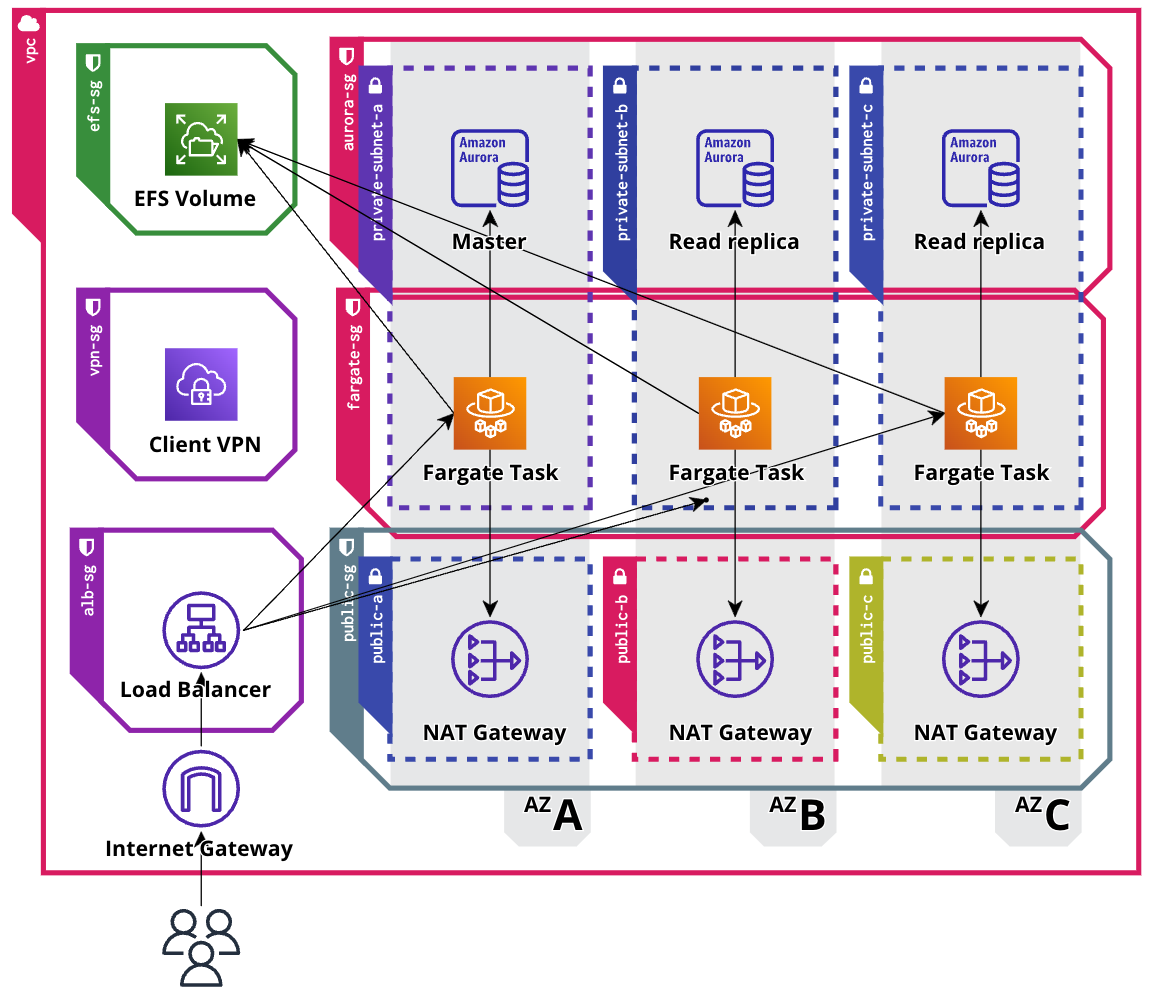 vpc
efs-sg
EFS Volume
aurora-sg
private-subnet-a
Amazon
Aurora
Master
private-subnet-b
Amazon
Aurora
Read replica
private-subnet-c
Amazon
Aurora
Read replica
vpn-sg
Client VPN
fargate-sg
Fargate Task
Fargate Task
Fargate Task
alb-sg
Load Balancer
public-sg
public-a
NAT Gateway
public-b
NAT Gateway
public-c
NAT Gateway
AZ A
AZ B
AZ C
Internet Gateway